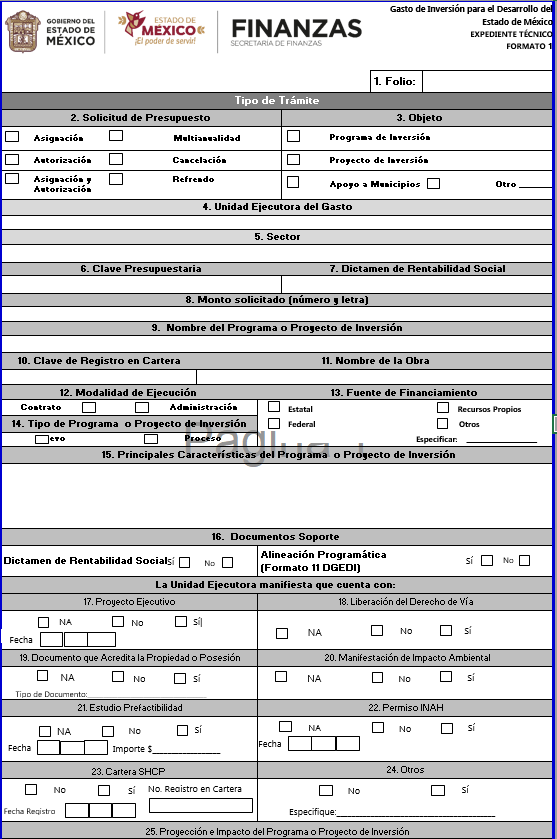 GOBIERNO DEL
ESTADO DE
MÉXICO
ESTADO DE
MÉXICO
¡El poder de servir!
FINANZAS
SECRETARÍA DE FINANZAS
Gasto de Inversión para el Desarrollo del
Estado de México
EXPEDIENTE TÉCNICO
FORMATO 1
1. Folio:
Tipo de Trámite
2. Solicitud de Presupuesto 3. Objeto
Asignación Multianualidad Programa de Inversión
Autorización Cancelación Proyecto de Inversión
Asignación y Autorización Refrendo Apoyo a Municipios Otro ____
4. Unidad Ejecutora del Gasto
5. Sector
6. Clave Presupuestaria 7. Dictamen de Rentabilidad Social
8. Monto solicitado (número y letra)
9. Nombre del Programa o Proyecto de Inversión
10. Clave de Registro en Cartera 11. Nombre de la Obra
12. Modalidad de Ejecución 13. Fuente de Financiamiento
Contrato Administración Estatal Recursos Propios
14. Tipo de Programa o Proyecto de Inversión Federal Otros
evo Proceso Especificar: ________
Página 1
15. Principales Características del Programa o Proyecto de Inversión
16. Documentos Soporte
Dictamen de Rentabilidad Social Sí No Alineación Programática
(Formato 11 DGEDI) Sí No
La Unidad Ejecutora manifiesta que cuenta con:
17. Proyecto Ejecutivo 18. Liberación del Derecho de Vía
NA No Sí NA No Sí
Fecha
19. Documento que Acredita la Propiedad o Posesión 20. Manifestación de Impacto Ambiental
NA No Sí NA No Sí
Tipo de Documento:________
21. Estudio Prefactibilidad 22. Permiso INAH
NA No Sí NA No Sí
Fecha Importe $________ Fecha
23. Cartera SHCP 24. Otros
No Sí No. Registro en Cartera No Sí
Fecha Registro Especifique:________
25. Proyección e Impacto del Programa o Proyecto de Inversión